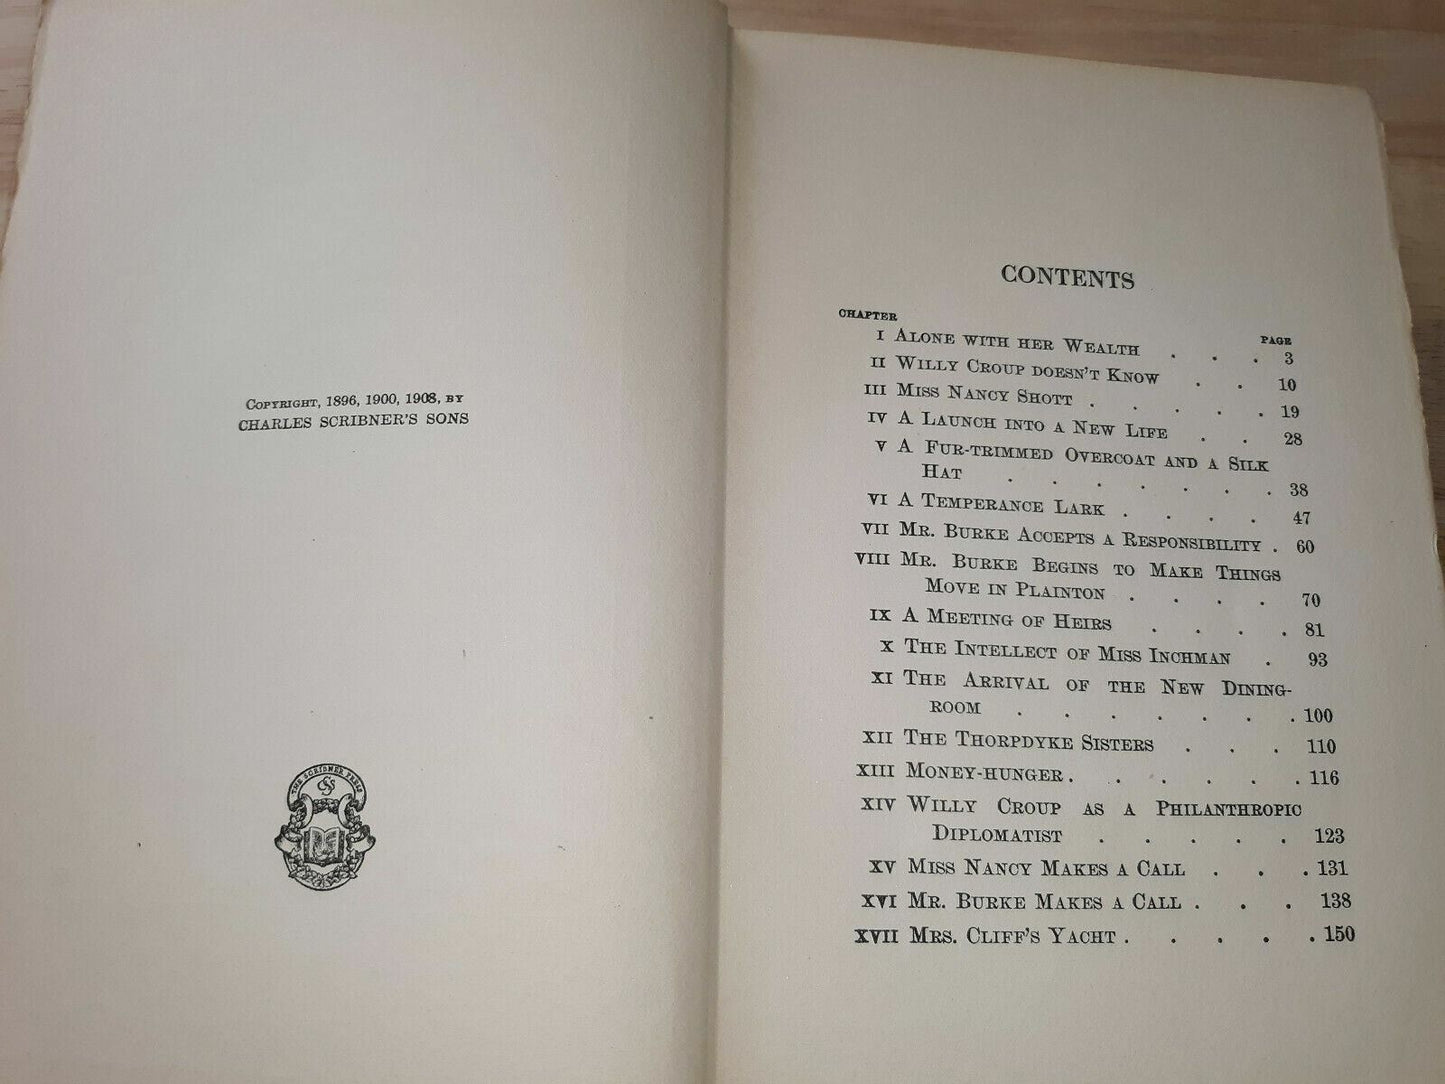 COPYRIGHT, 1896, 1900, 1908, BY
CHARLES SCRIBNER'S SONS
THE SCRIBNER PRESS
CSS
CONTENTS
CHAPTER
PAGE
I ALONE WITH HER WEALTH . . . 3
II WILLY CROUP DOESN'T KNOW . . 10
III MISS NANCY SHOTT . . . . . 19
IV A LAUNCH INTO A NEW LIFE . . 28
V A FUR-TRIMMED OVERCOAT AND A SILK
HAT . . . . . . . 38
VI A TEMPERANCE LARK . . . . 47
VII MR. BURKE ACCEPTS A RESPONSIBILITY . 60
VIII MR. BURKE BEGINS TO MAKE THINGS
MOVE IN PLAINTON . . . . 70
IX A MEETING OF HEIRS . . . . 81
X THE INTELLECT OF MISS INCHMAN . 93
XI THE ARRIVAL OF THE NEW DINING-
ROOM . . . . . . . 100
XII THE THORPDYKE SISTERS . . . 110
XIII MONEY-HUNGER . . . . . . 116
XIV WILLY CROUP AS A PHILANTHROPIC
DIPLOMATIST . . . . . 123
XV MISS NANCY MAKES A CALL . . . 131
XVI MR. BURKE MAKES A CALL . . . 138
XVII MRS. CLIFF'S YACHT . . . . . 150